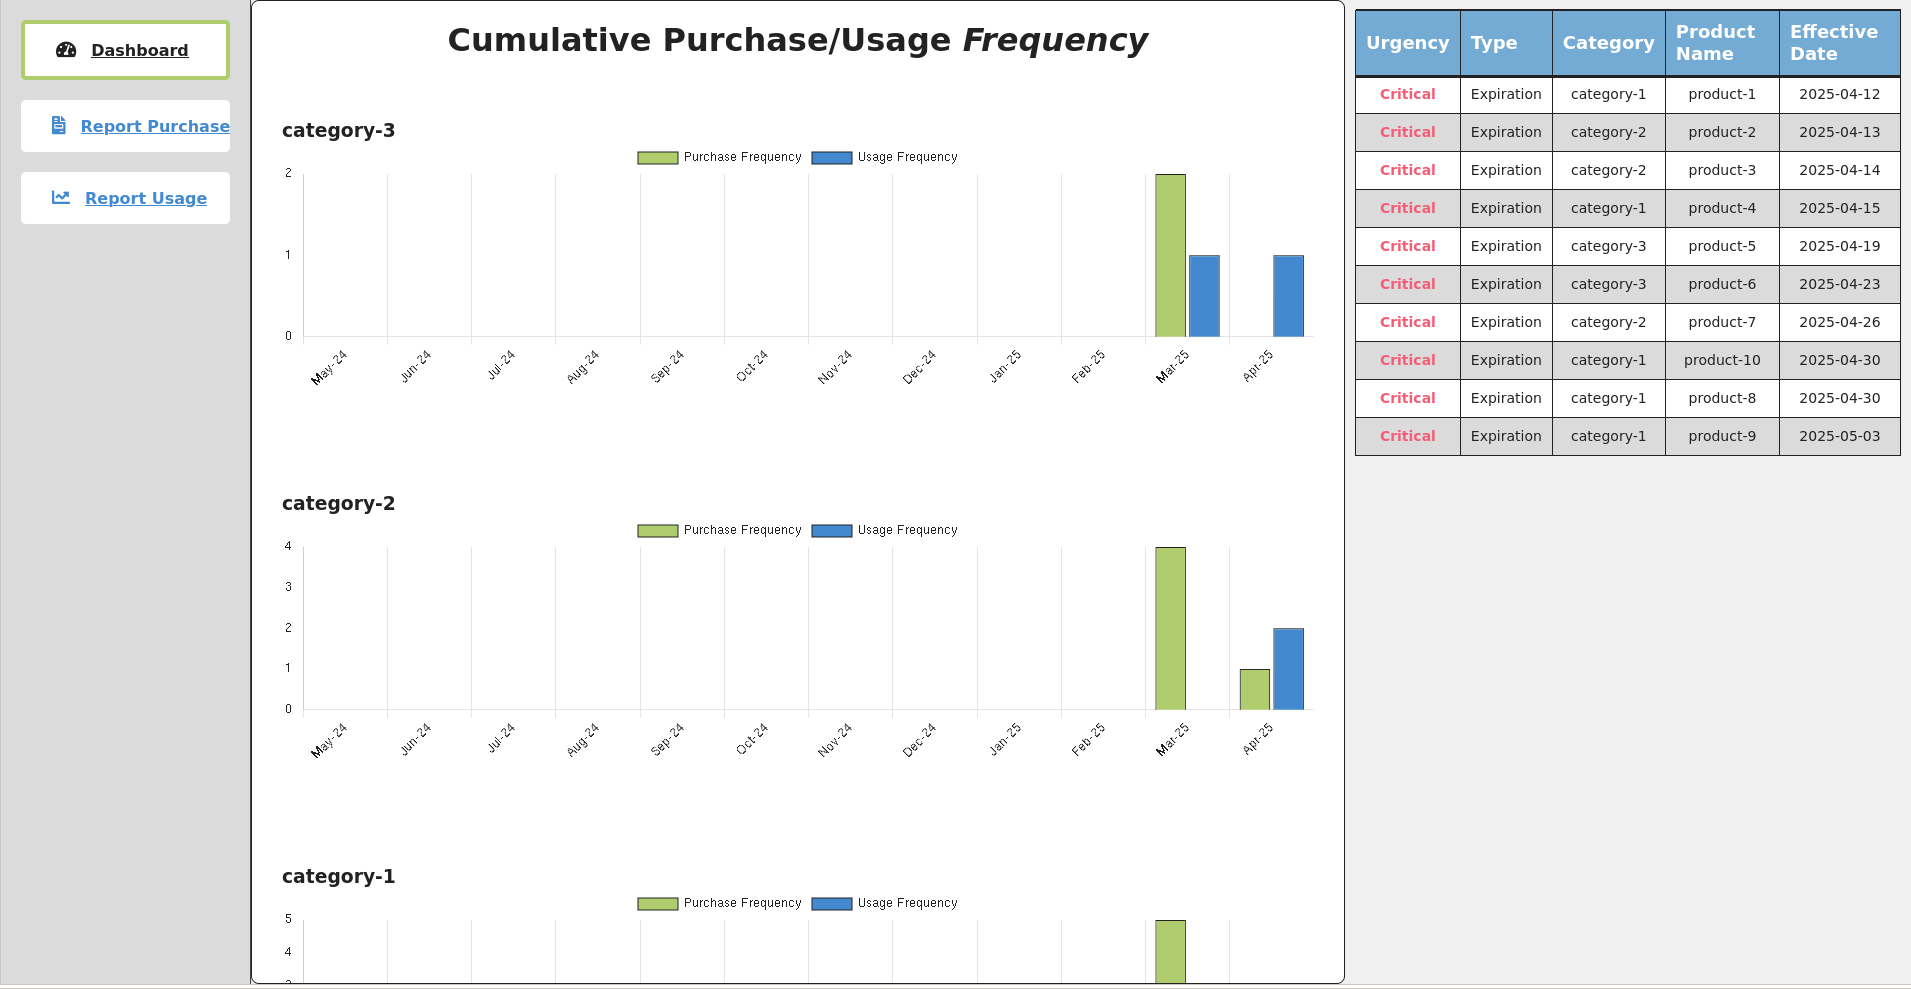 Dashboard
Report Purchase
Report Usage
Cumulative Purchase/Usage Frequency
category-3
Purchase Frequency Usage Frequency
2
1
0
May-24 Jun-24 Jul-24 Aug-24 Sep-24 Oct-24 Nov-24 Dec-24 Jan-25 Feb-25 Mar-25 Apr-25
category-2
Purchase Frequency Usage Frequency
4
3
2
1
0
May-24 Jun-24 Jul-24 Aug-24 Sep-24 Oct-24 Nov-24 Dec-24 Jan-25 Feb-25 Mar-25 Apr-25
category-1
Purchase Frequency Usage Frequency
5
4
Urgency Type Category Product Name Effective Date
Critical Expiration category-1 product-1 2025-04-12
Critical Expiration category-2 product-2 2025-04-13
Critical Expiration category-2 product-3 2025-04-14
Critical Expiration category-1 product-4 2025-04-15
Critical Expiration category-3 product-5 2025-04-19
Critical Expiration category-3 product-6 2025-04-23
Critical Expiration category-2 product-7 2025-04-26
Critical Expiration category-1 product-10 2025-04-30
Critical Expiration category-1 product-8 2025-04-30
Critical Expiration category-1 product-9 2025-05-03